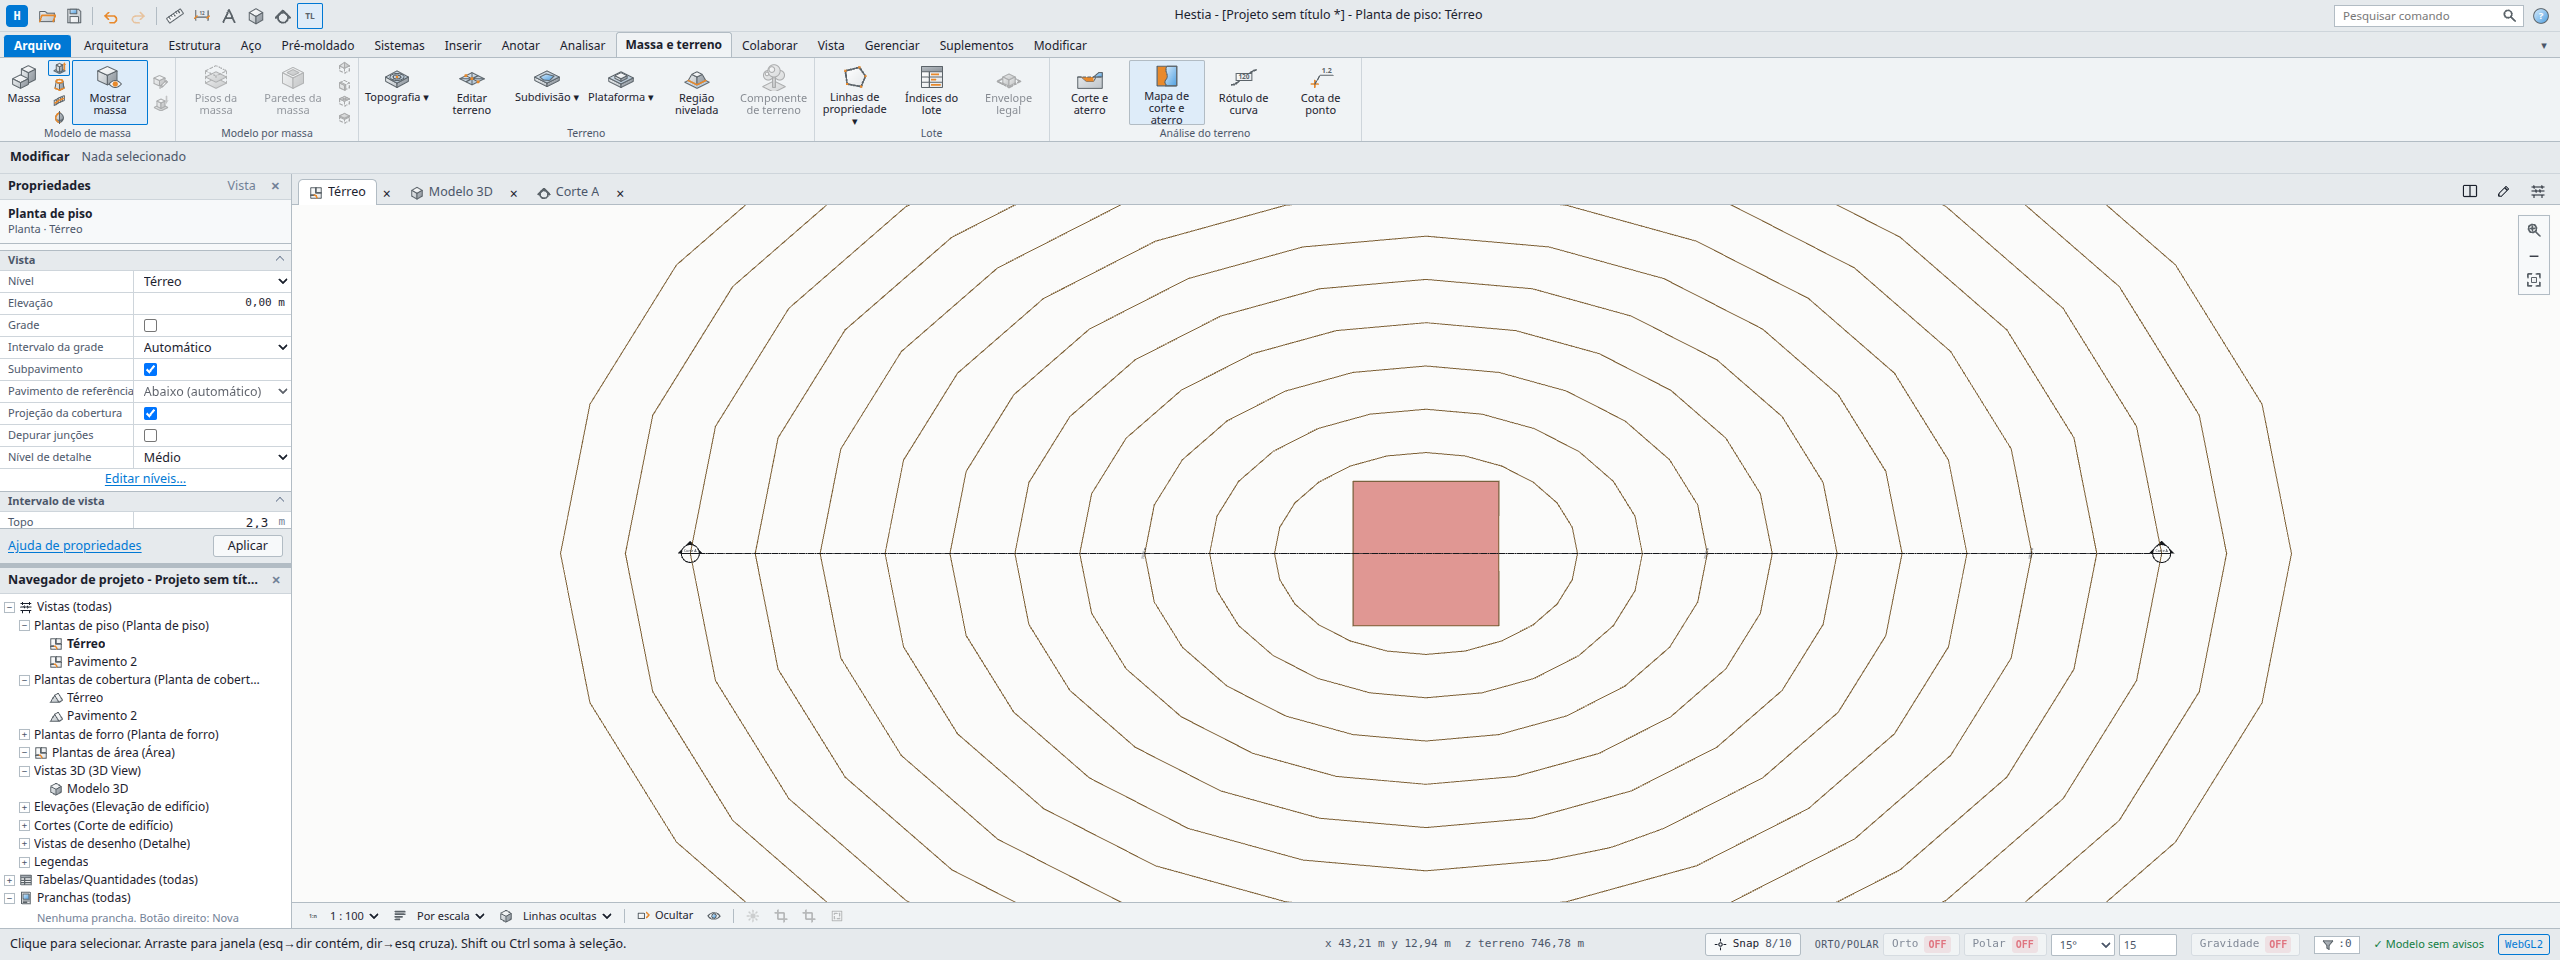 H
TL
Hestia - [Projeto sem título *] - Planta de piso: Térreo
Pesquisar comando
?
Arquivo Arquitetura Estrutura Aço Pré-moldado Sistemas Inserir Anotar Analisar Massa e terreno Colaborar Vista Gerenciar Suplementos Modificar
Massa
Mostrar massa
Pisos da massa
Paredes da massa
Topografia ▾
Editar terreno
Subdivisão ▾
Plataforma ▾
Região nivelada
Componente de terreno
Linhas de propriedade ▾
Índices do lote
Envelope legal
Corte e aterro
Mapa de corte e aterro
120
Rótulo de curva
1.2
Cota de ponto
Modelo de massa
Modelo por massa
Terreno
Lote
Análise do terreno
Modificar Nada selecionado
Propriedades Vista ×
Térreo × Modelo 3D × Corte A ×
Planta de piso
Planta · Térreo
Vista
Nível Térreo
Elevação 0,00 m
Grade
Intervalo da grade Automático
Subpavimento
Pavimento de referência Abaixo (automático)
Projeção da cobertura
Depurar junções
Nível de detalhe Médio
Editar níveis...
Intervalo de vista
Topo 2,3 m
Ajuda de propriedades Aplicar
Navegador de projeto - Projeto sem tít... ×
Vistas (todas)
Plantas de piso (Planta de piso)
Térreo
Pavimento 2
Plantas de cobertura (Planta de cobert...
Térreo
Pavimento 2
Plantas de forro (Planta de forro)
Plantas de área (Área)
Vistas 3D (3D View)
Modelo 3D
Elevações (Elevação de edifício)
Cortes (Corte de edifício)
Vistas de desenho (Detalhe)
Legendas
Tabelas/Quantidades (todas)
Pranchas (todas)
Nenhuma prancha. Botão direito: Nova
1 : 100 Por escala Linhas ocultas Ocultar
Clique para selecionar. Arraste para janela (esq→dir contém, dir→esq cruza). Shift ou Ctrl soma à seleção.
x 43,21 m y 12,94 m z terreno 746,78 m
Snap 8/10 ORTO/POLAR Orto OFF Polar OFF 15° 15 Gravidade OFF :0 ✓ Modelo sem avisos WebGL2